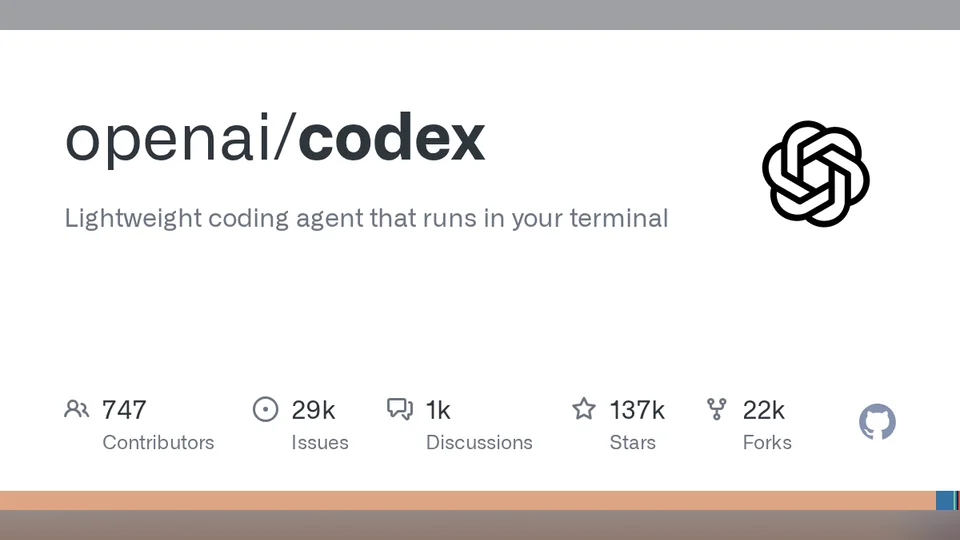 openai/codex
Lightweight coding agent that runs in your terminal
747 29k 1k 137k 22k
Contributors Issues Discussions Stars Forks